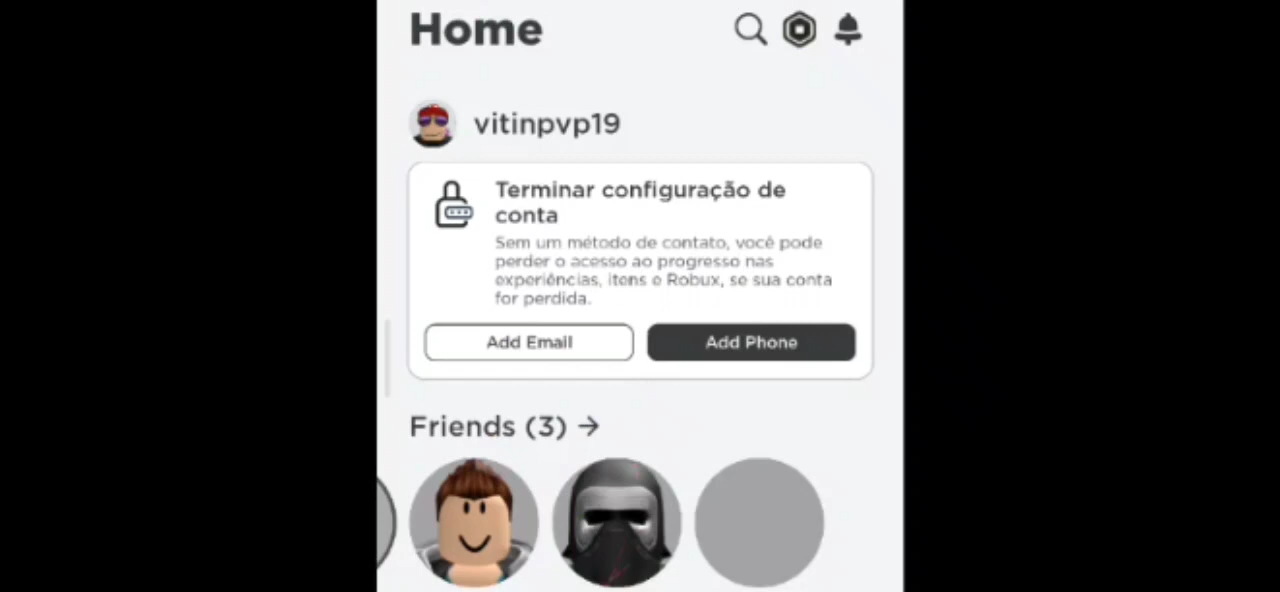 Home
vitinpvp19
Terminar configuração de
conta
Sem um método de contato, você pode
perder o acesso ao progresso nas
experiências, itens e Robux, se sua conta
for perdida.
Add Email
Add Phone
Friends (3) →